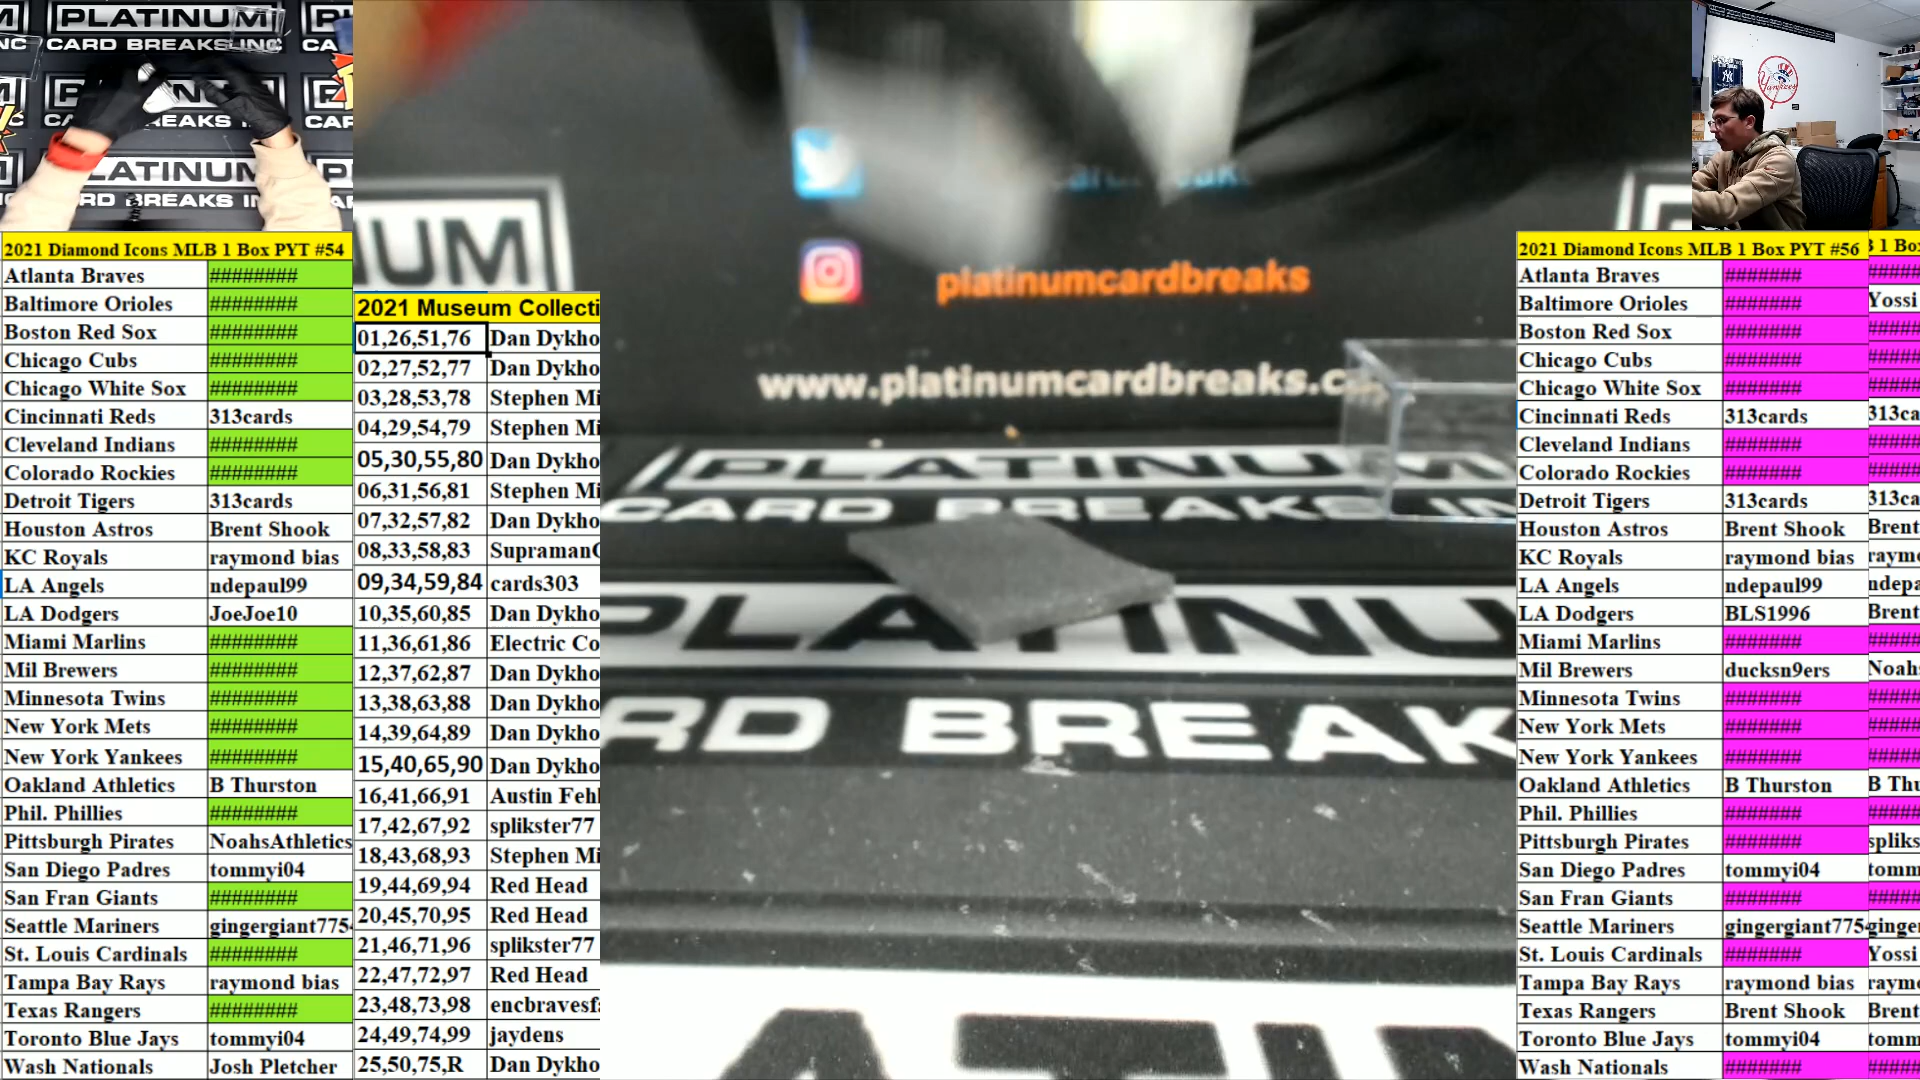 PLATINUM
CARD BREAKS INC
PLATINUM
PLATINUM
2021 Diamond Icons MLB 1 Box PYT #54
Atlanta Braves ########
Baltimore Orioles ########
Boston Red Sox ########
Chicago Cubs ########
Chicago White Sox ########
Cincinnati Reds 313cards
Cleveland Indians ########
Colorado Rockies ########
Detroit Tigers 313cards
Houston Astros Brent Shook
KC Royals raymond bias
LA Angels ndepaul99
LA Dodgers JoeJoe10
Miami Marlins ########
Mil Brewers ########
Minnesota Twins ########
New York Mets ########
New York Yankees ########
Oakland Athletics B Thurston
Phil. Phillies ########
Pittsburgh Pirates NoahsAthletics
San Diego Padres tommyi04
San Fran Giants ########
Seattle Mariners gingergiant775
St. Louis Cardinals ########
Tampa Bay Rays raymond bias
Texas Rangers ########
Toronto Blue Jays tommyi04
Wash Nationals Josh Pletcher
2021 Museum Collecti
01,26,51,76 Dan Dykho
02,27,52,77 Dan Dykho
03,28,53,78 Stephen Mi
04,29,54,79 Stephen Mi
05,30,55,80 Dan Dykho
06,31,56,81 Stephen Mi
07,32,57,82 Dan Dykho
08,33,58,83 Supraman
09,34,59,84 cards303
10,35,60,85 Dan Dykho
11,36,61,86 Electric Co
12,37,62,87 Dan Dykho
13,38,63,88 Dan Dykho
14,39,64,89 Dan Dykho
15,40,65,90 Dan Dykho
16,41,66,91 Austin Feh
17,42,67,92 splikster77
18,43,68,93 Stephen Mi
19,44,69,94 Red Head
20,45,70,95 Red Head
21,46,71,96 splikster77
22,47,72,97 Red Head
23,48,73,98 encbravesf
24,49,74,99 jaydens
25,50,75,R Dan Dykho
UM
platinumcardbreaks
www.platinumcardbreaks.c
PLATINUM
CARD BREAKS IN
PLATINU
RD BREAK
Yankees
2021 Diamond Icons MLB 1 Box PYT #56
Atlanta Braves #######
Baltimore Orioles #######
Boston Red Sox #######
Chicago Cubs #######
Chicago White Sox #######
Cincinnati Reds 313cards
Cleveland Indians #######
Colorado Rockies #######
Detroit Tigers 313cards
Houston Astros Brent Shook
KC Royals raymond bias
LA Angels ndepaul99
LA Dodgers BLS1996
Miami Marlins #######
Mil Brewers ducksn9ers
Minnesota Twins #######
New York Mets #######
New York Yankees #######
Oakland Athletics B Thurston
Phil. Phillies #######
Pittsburgh Pirates #######
San Diego Padres tommyi04
San Fran Giants #######
Seattle Mariners gingergiant775
St. Louis Cardinals #######
Tampa Bay Rays raymond bias
Texas Rangers Brent Shook
Toronto Blue Jays tommyi04
Wash Nationals #######
1 Box
#####
Yossi
#####
#####
#####
313ca
#####
#####
313ca
Brent
raym
ndepa
Brent
#####
Noahs
#####
#####
#####
B Thu
#####
spliks
tomm
#####
ginger
Yossi
raym
Brent
tomm
#####